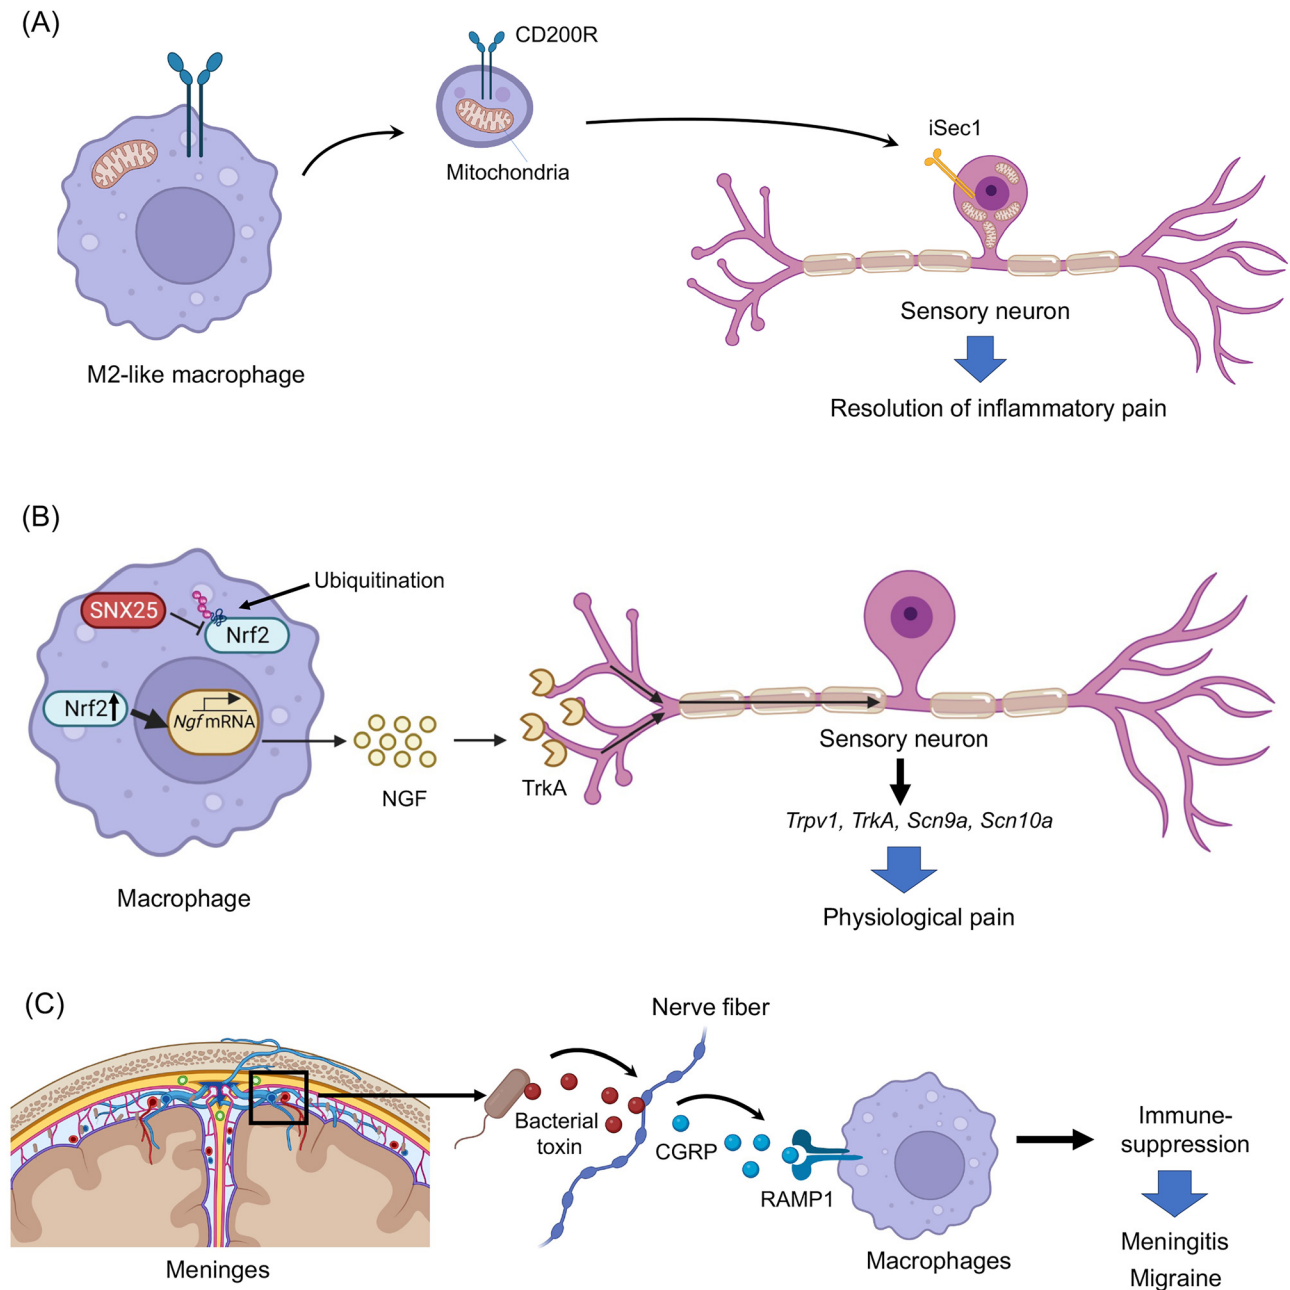 (A)
CD200R
Mitochondria
iSec1
M2-like macrophage
Sensory neuron
Resolution of inflammatory pain
(B)
Ubiquitination
SNX25
Nrf2
Nrf2
Ngf mRNA
NGF
TrkA
Sensory neuron
Trpv1, TrkA, Scn9a, Scn10a
Physiological pain
Macrophage
(C)
Nerve fiber
Bacterial
toxin
CGRP
RAMP1
Immune-
suppression
Meningitis
Migraine
Macrophages
Meninges